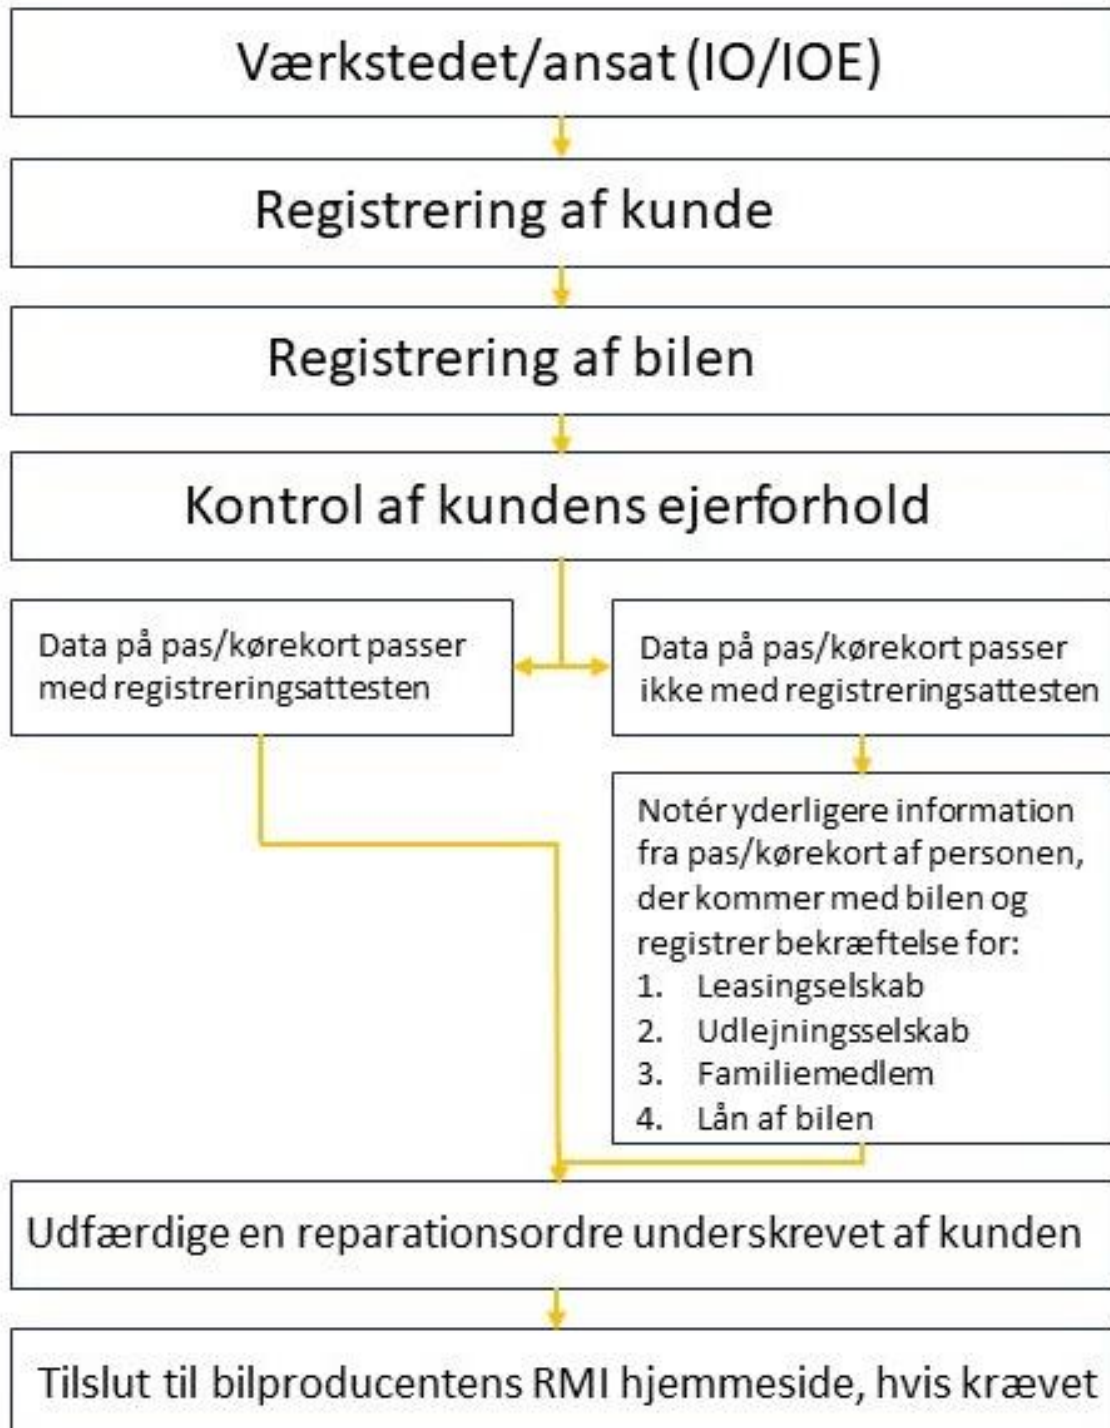 Værkstedet/ansat (IO/IOE)
Registrering af kunde
Registrering af bilen
Kontrol af kundens ejerforhold
Data på pas/kørekort passer
med registreringsattesten
Data på pas/kørekort passer
ikke med registreringsattesten
Notér yderligere information
fra pas/kørekort af personen,
der kommer med bilen og
registrer bekræftelse for:
1. Leasingselskab
2. Udlejningsselskab
3. Familiemedlem
4. Lån af bilen
Udfærdige en reparationsordre underskrevet af kunden
Tilslut til bilproducentens RMI hjemmeside, hvis krævet